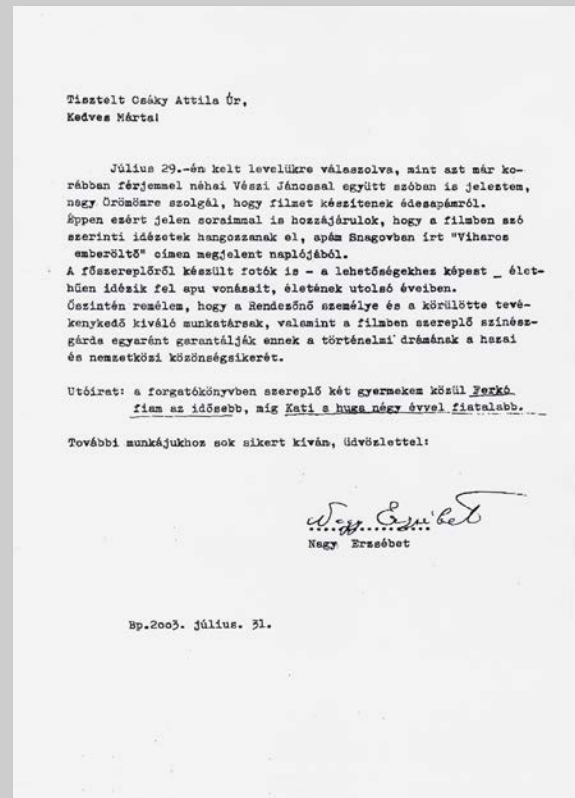 Tisztelt Csáky Attila Úr,
Kedves Márta!
Július 29.-én kelt levelükre válaszolva, mint azt már ko-
rábban férjemmel néhai Vészi Jánossal együtt szóban is jeleztem,
nagy örömömre szolgál, hogy filmet készítenek édesapámról.
Éppen ezért jelen soraimmal is hozzájárulok, hogy a filmben szó
szerinti idézetek hangozzanak el, apám Snagovban írt "Viharos
emberöltő" címen megjelent naplójából.
A főszereplőről készült fotók is - a lehetőségekhez képest _ élet-
hűen idézik fel apu vonásait, életének utolsó éveiben.
Őszintén remélem, hogy a Rendezőnő személye és a körülötte tevé-
kenykedő kiváló munkatársak, valamint a filmben szereplő színész-
gárda egyaránt garantálják ennek a történelmi drámának a hazai
és nemzetközi közönségsikerét.
Utóirat: a forgatókönyvben szereplő két gyermekem közül Ferkó
fiam az idősebb, míg Kati a huga négy évvel fiatalabb.
További munkájukhoz sok sikert kíván, üdvözlettel:
Nagy Erzsébet
Nagy Erzsébet
Bp.2oo3. július. 31.